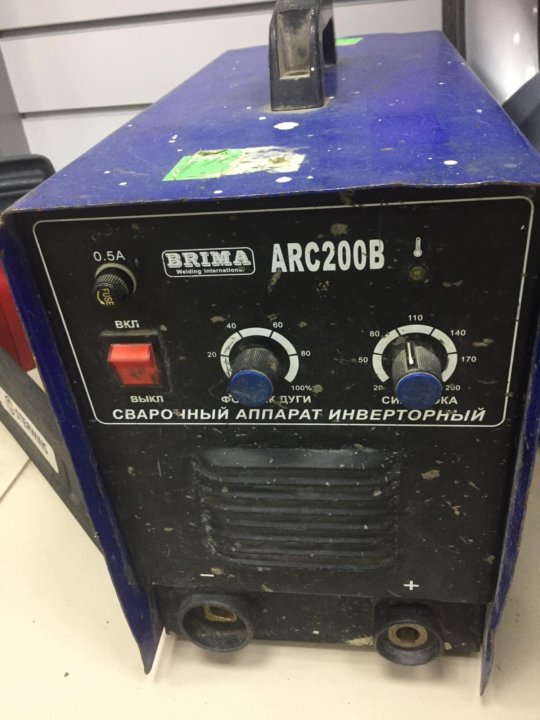 0.5A
FUSE
BRIMA
Welding International
ARC200B
ВКЛ
ВЫКЛ
20 40 60 80 100%
ДУГИ
20 50 80 110 140 170 200
СВАРОЧНЫЙ АППАРАТ ИНВЕРТОРНЫЙ
−
+